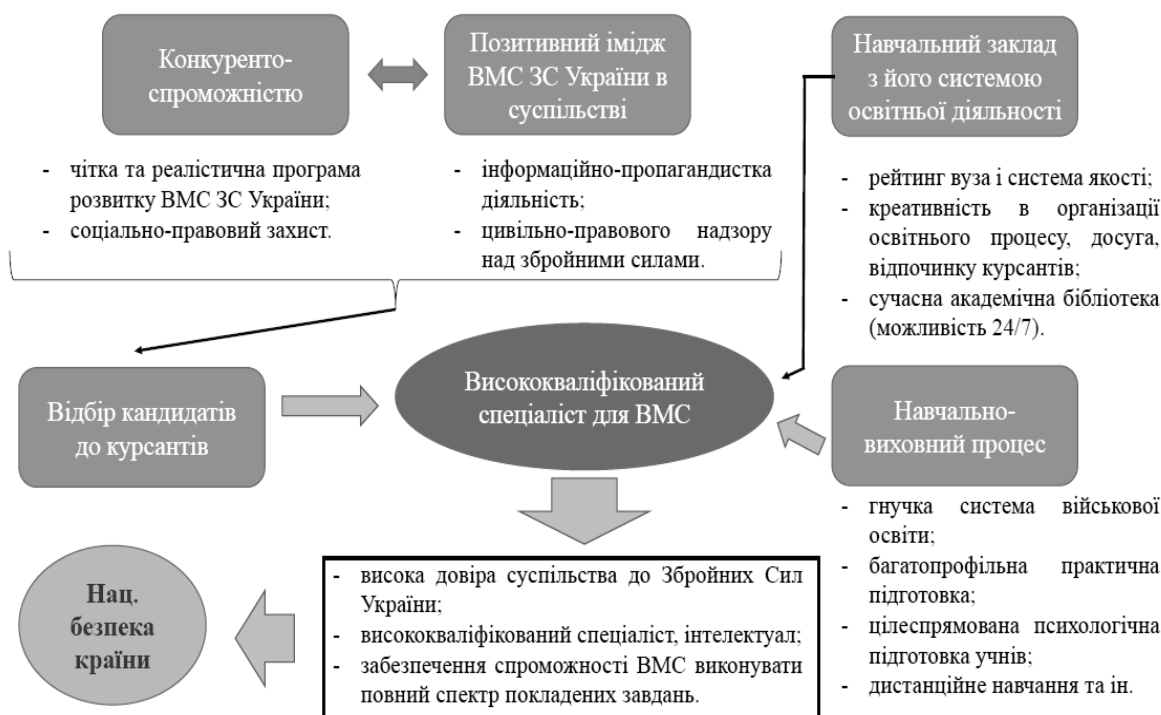 Конкуренто-
спроможністю
Позитивний імідж
ВМС ЗС України в
суспільстві
Навчальний заклад
з його системою
освітньої діяльності
- чітка та реалістична програма
розвитку ВМС ЗС України;
- соціально-правовий захист.
- інформаційно-пропагандистка
діяльність;
- цивільно-правового надзору
над збройними силами.
- рейтинг вуза і система якості;
- креативність в організації
освітнього процесу, досуга,
відпочинку курсантів;
- сучасна академічна бібліотека
(можливість 24/7).
Відбір кандидатів
до курсантів
Висококваліфікований
спеціаліст для ВМС
Навчально-
виховний процес
- гнучка система військової
освіти;
- багатопрофільна практична
підготовка;
- цілеспрямована психологічна
підготовка учнів;
- дистанційне навчання та ін.
- висока довіра суспільства до Збройних Сил
України;
- висококваліфікований спеціаліст, інтелектуал;
- забезпечення спроможності ВМС виконувати
повний спектр покладених завдань.
Нац.
безпека
країни